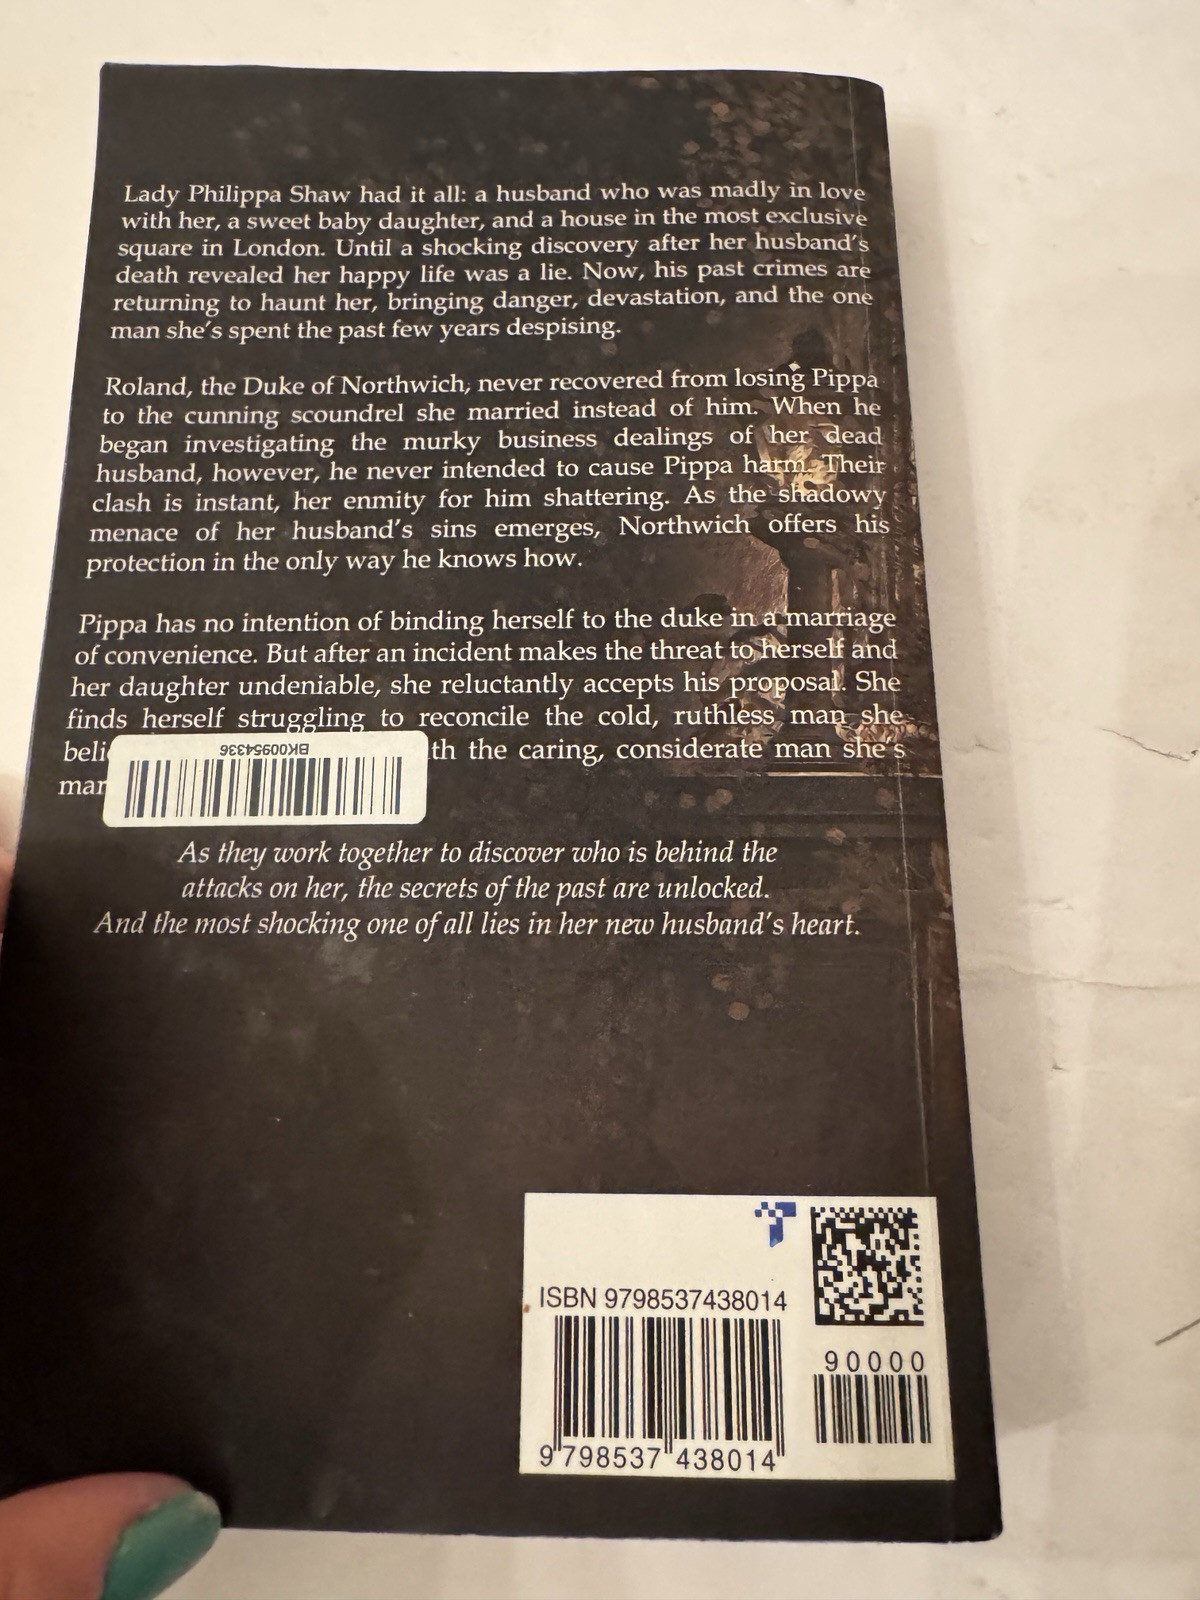 Lady Philippa Shaw had it all: a husband who was madly in love
with her, a sweet baby daughter, and a house in the most exclusive
square in London. Until a shocking discovery after her husband's
death revealed her happy life was a lie. Now, his past crimes are
returning to haunt her, bringing danger, devastation, and the one
man she's spent the past few years despising.
Roland, the Duke of Northwich, never recovered from losing Pippa
to the cunning scoundrel she married instead of him. When he
began investigating the murky business dealings of her dead
husband, however, he never intended to cause Pippa harm. Their
clash is instant, her enmity for him shattering. As the shadowy
menace of her husband's sins emerges, Northwich offers his
protection in the only way he knows how.
Pippa has no intention of binding herself to the duke in a marriage
of convenience. But after an incident makes the threat to herself and
her daughter undeniable, she reluctantly accepts his proposal. She
finds herself struggling to reconcile the cold, ruthless man she
the caring, considerate man she's
BK00954336
As they work together to discover who is behind the
attacks on her, the secrets of the past are unlocked.
And the most shocking one of all lies in her new husband's heart.
ISBN 9798537438014
90000
9 798537 438014